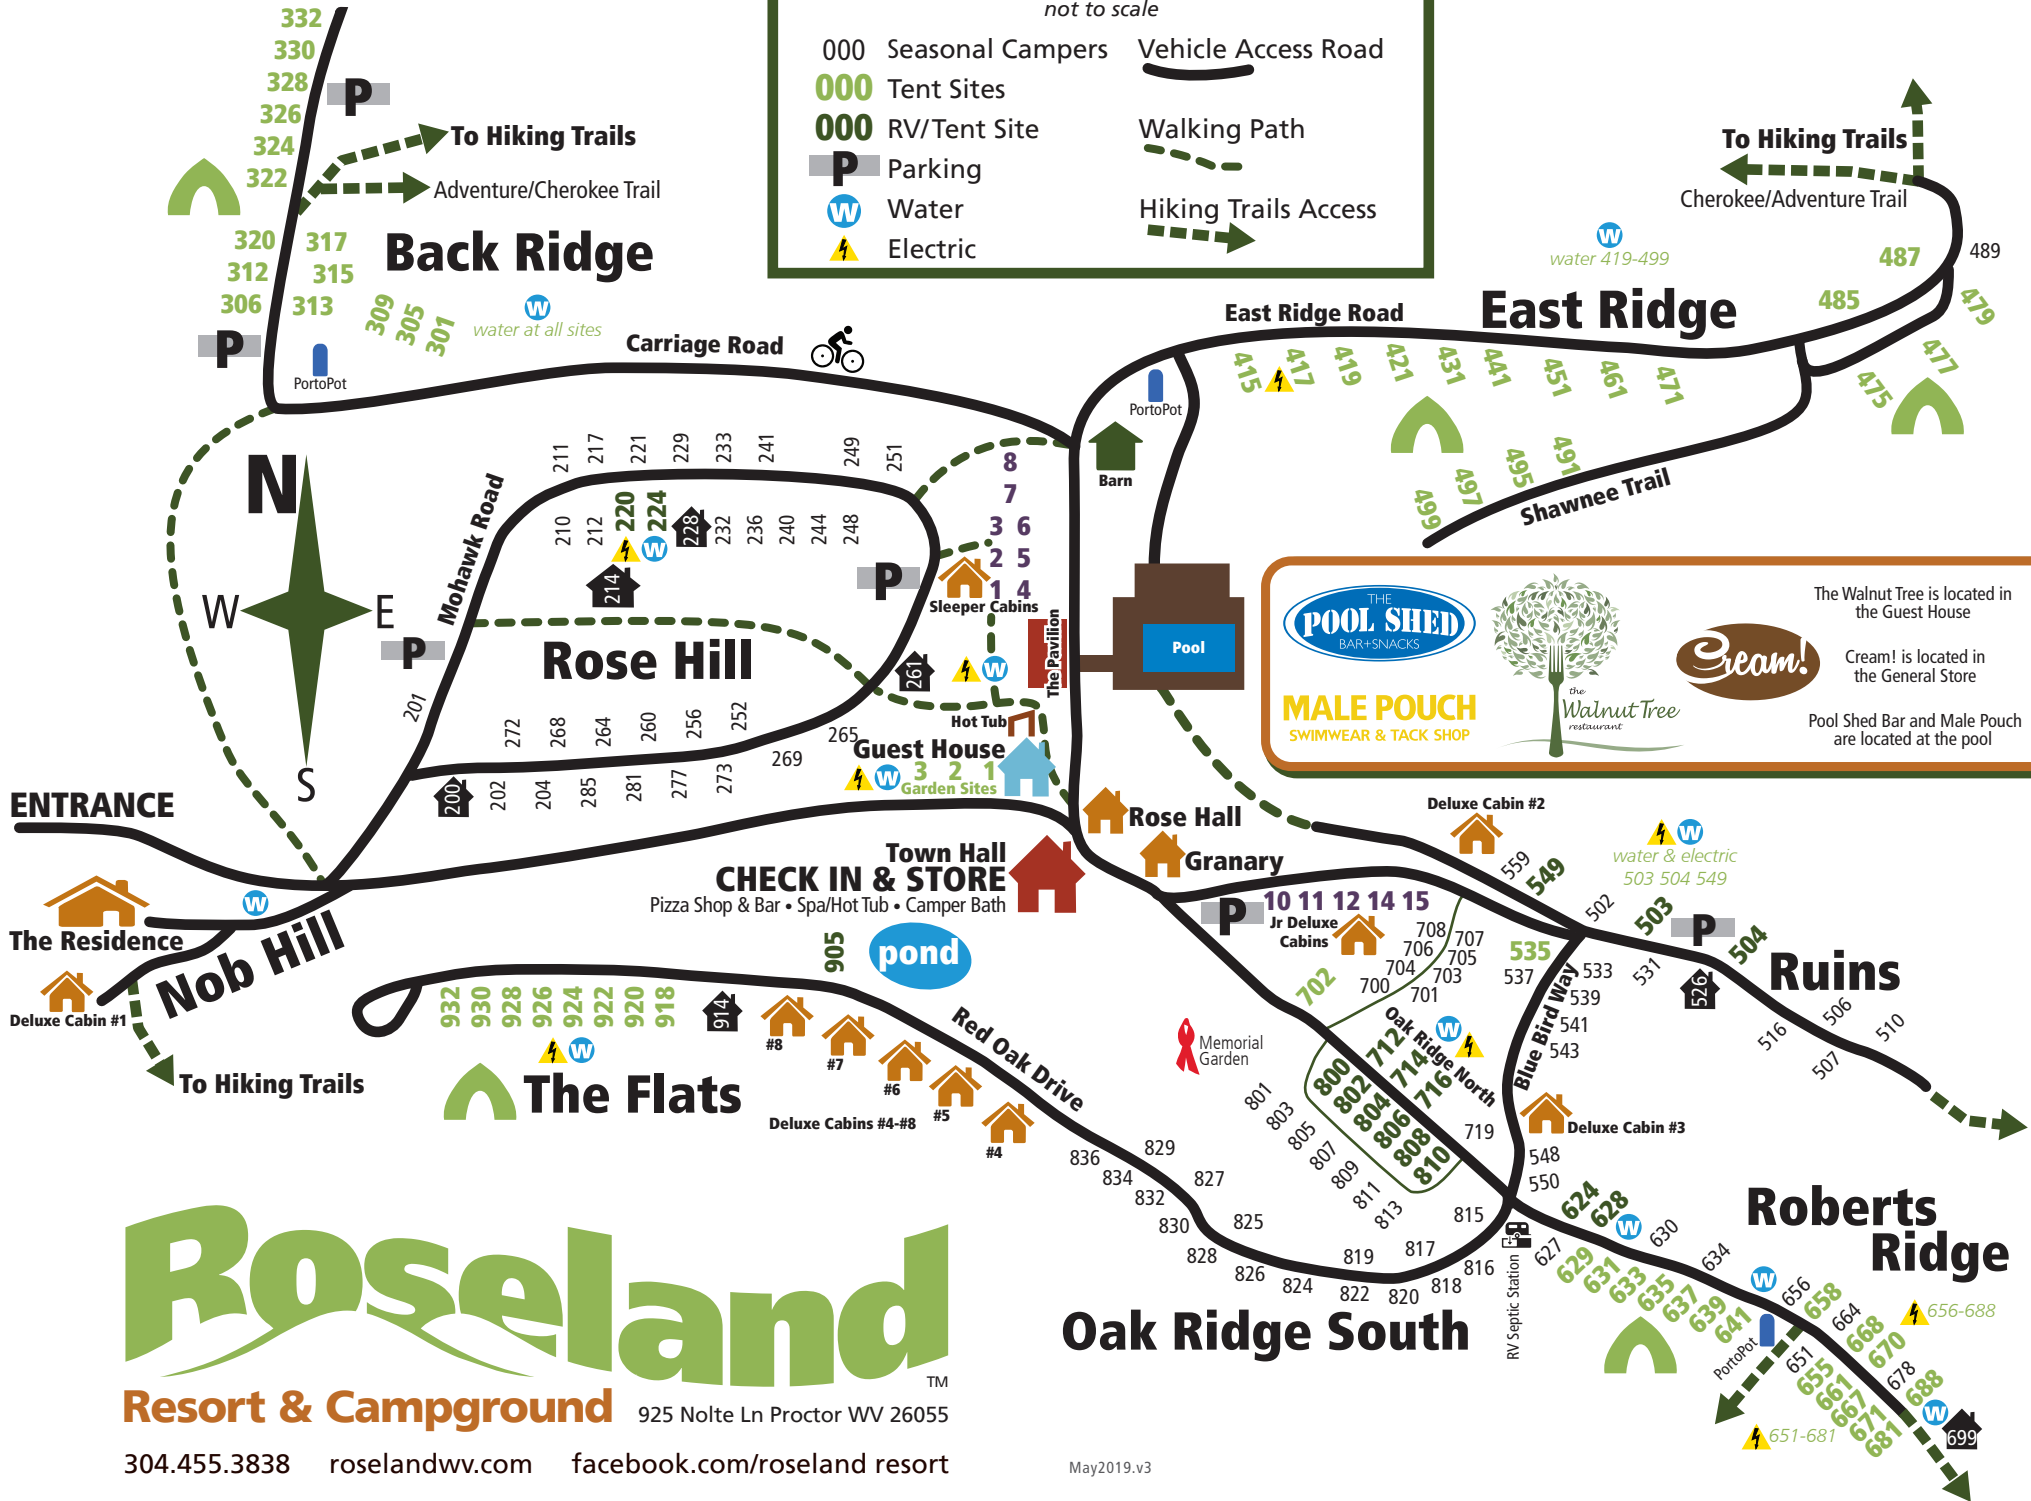 not to scale
000 Seasonal Campers
000 Tent Sites
000 RV/Tent Site
P Parking
W Water
Electric
Vehicle Access Road
Walking Path
Hiking Trails Access
332
330
328
326
324
322
P
To Hiking Trails
Adventure/Cherokee Trail
320 317
312 315
306 313
309 305 301
Back Ridge
W
water at all sites
P
PortoPot
Carriage Road
To Hiking Trails
Cherokee/Adventure Trail
W
water 419-499
487 489
485
479
477
475
East Ridge Road
East Ridge
415 417 419 421 431 441 451 461 471
PortoPot
Barn
499 497 495 491
Shawnee Trail
N
W E
S
Mohawk Road
211 217 221 229 233 241 249 251
210 212 220 224 228 232 236 240 244 248
W
214
P
P
Rose Hill
201
272 268 264 260 256 252
265
269
200 202 204 285 281 277 273
261
8
7
3 6
2 5
1 4
Sleeper Cabins
W
The Pavilion
Pool
Hot Tub
Guest House
W 3 2 1
Garden Sites
THE
POOL SHED
BAR+SNACKS
MALE POUCH
SWIMWEAR & TACK SHOP
the
Walnut Tree
restaurant
Cream!
The Walnut Tree is located in
the Guest House
Cream! is located in
the General Store
Pool Shed Bar and Male Pouch
are located at the pool
ENTRANCE
The Residence
W
Nob Hill
Deluxe Cabin #1
To Hiking Trails
Rose Hall
Granary
Town Hall
CHECK IN & STORE
Pizza Shop & Bar • Spa/Hot Tub • Camper Bath
Deluxe Cabin #2
559 549
W
water & electric
503 504 549
502 503 P 504
Ruins
531 526
516 506 507 510
P 10 11 12 14 15
Jr Deluxe
Cabins
708 707
706 705
704 703
700 701
702
535
537
533
539
541
543
Blue Bird Way
905
pond
932 930 928 926 924 922 920 918 914
W
The Flats
#8
#7
#6
#5
#4
Deluxe Cabins #4-#8
Red Oak Drive
Memorial
Garden
Oak Ridge North
W
800 712
802 714
804 716
806
808
810
719
801
803
805
807
809
811
813
815
Deluxe Cabin #3
548
550
836 829
834 827
832
830 825
828
826
824 819
822 817
820
818
816
Oak Ridge South
RV Septic Station
624
628
W
630
634
627
629
631
633
635
637
639
641
Roberts
Ridge
W
656
658
664
668
670
678
688
656-688
PortoPot
651
655
661
667
671
681
651-681
W
699
Roseland
TM
Resort & Campground
925 Nolte Ln Proctor WV 26055
304.455.3838 roselandwv.com facebook.com/roseland resort
May2019.v3